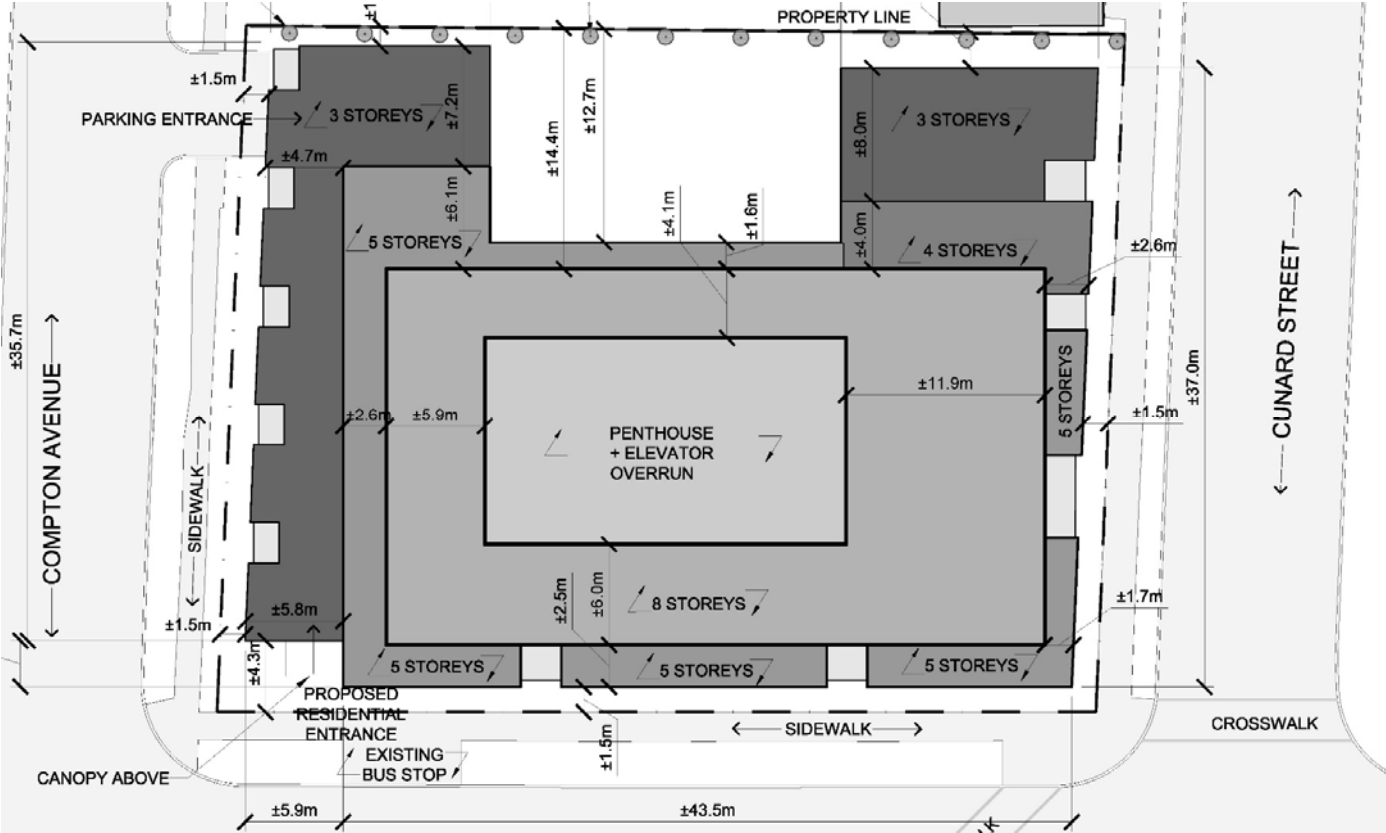 ±1
PROPERTY LINE
±1.5m
PARKING ENTRANCE
3 STOREYS
±7.2m
±14.4m
±12.7m
±8.0m
3 STOREYS
±4.7m
±6.1m
±4.1m
±1.6m
5 STOREYS
±4.0m
4 STOREYS
±2.6m
CUNARD STREET
±35.7m
COMPTON AVENUE
±37.0m
5 STOREYS
±11.9m
±2.6m
±5.9m
±1.5m
PENTHOUSE
+ ELEVATOR
OVERRUN
SIDEWALK
±2.5m
±6.0m
8 STOREYS
±5.8m
±1.5m
±1.7m
±4.3m
5 STOREYS
5 STOREYS
5 STOREYS
PROPOSED
RESIDENTIAL
ENTRANCE
±1.5m
SIDEWALK
CROSSWALK
EXISTING
BUS STOP
CANOPY ABOVE
±5.9m
±43.5m
LK